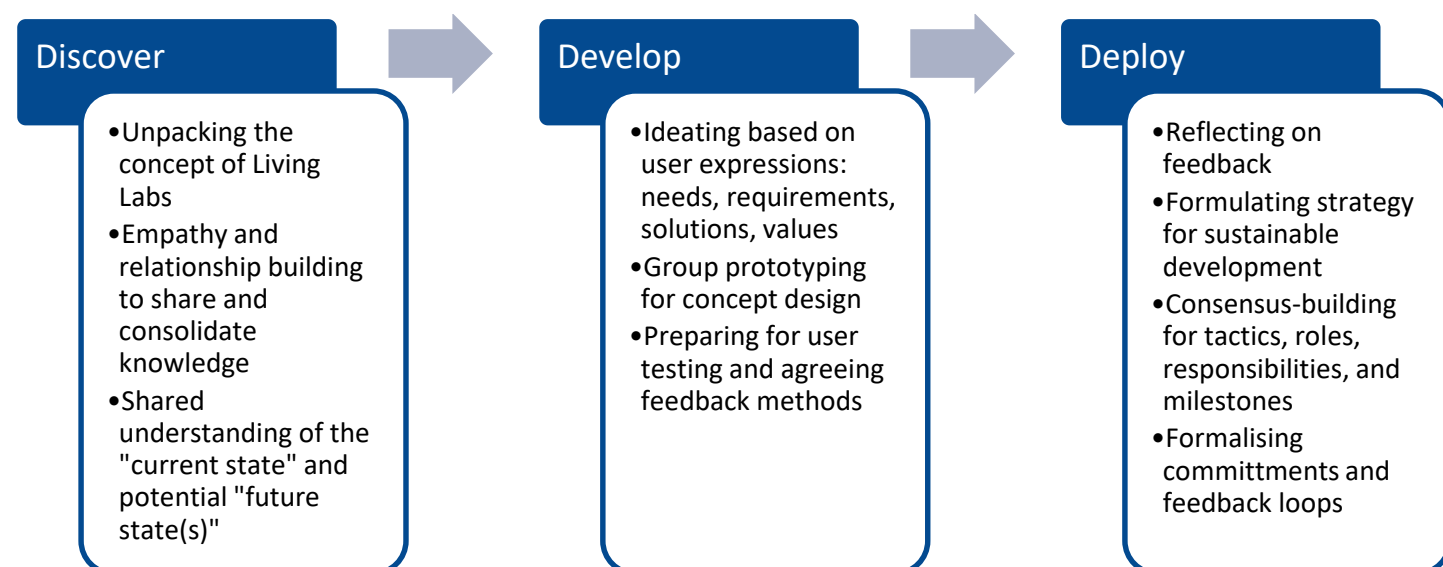 Discover
•Unpacking the
concept of Living
Labs
•Empathy and
relationship building
to share and
consolidate
knowledge
•Shared
understanding of the
"current state" and
potential "future
state(s)"
Develop
•Ideating based on
user expressions:
needs, requirements,
solutions, values
•Group prototyping
for concept design
•Preparing for user
testing and agreeing
feedback methods
Deploy
•Reflecting on
feedback
•Formulating strategy
for sustainable
development
•Consensus-building
for tactics, roles,
responsibilities, and
milestones
•Formalising
committments and
feedback loops